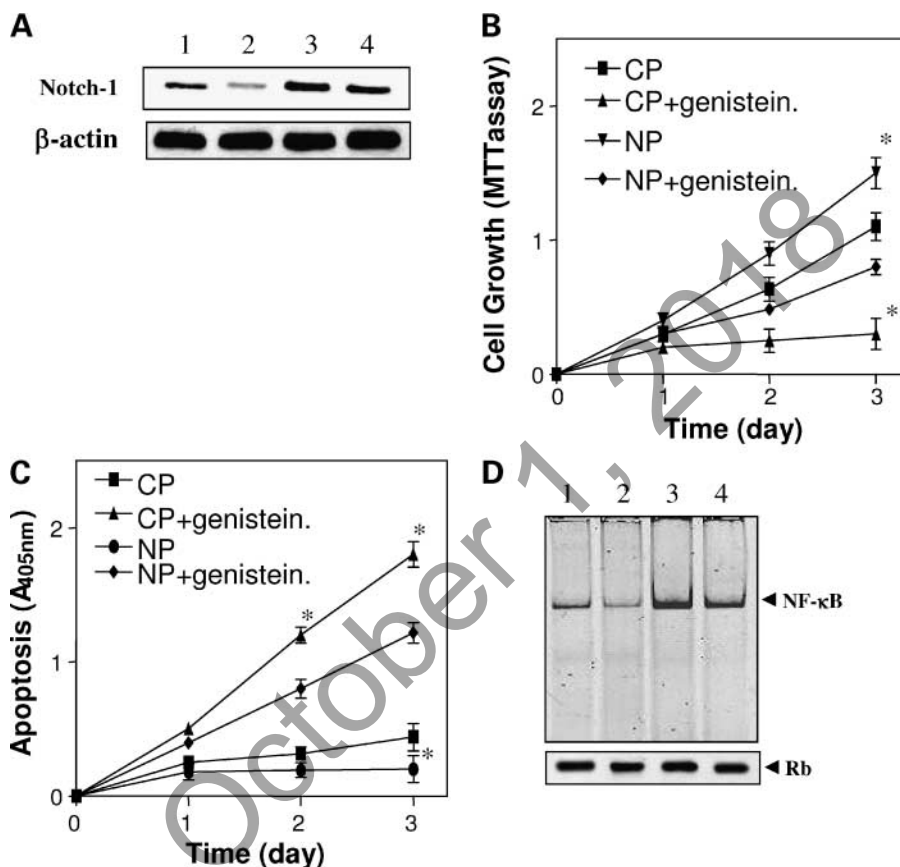 A
1 2 3 4
Notch-1
β-actin
B
Cell Growth (MTTassay)
2
1
0
CP
CP+genistein.
NP
NP+genistein.
*
*
0 1 2 3
Time (day)
C
Apoptosis (A405nm)
2
1
0
CP
CP+genistein.
NP
NP+genistein.
*
*
*
0 1 2 3
Time (day)
D
1 2 3 4
NF-κB
Rb
October 1, 2018